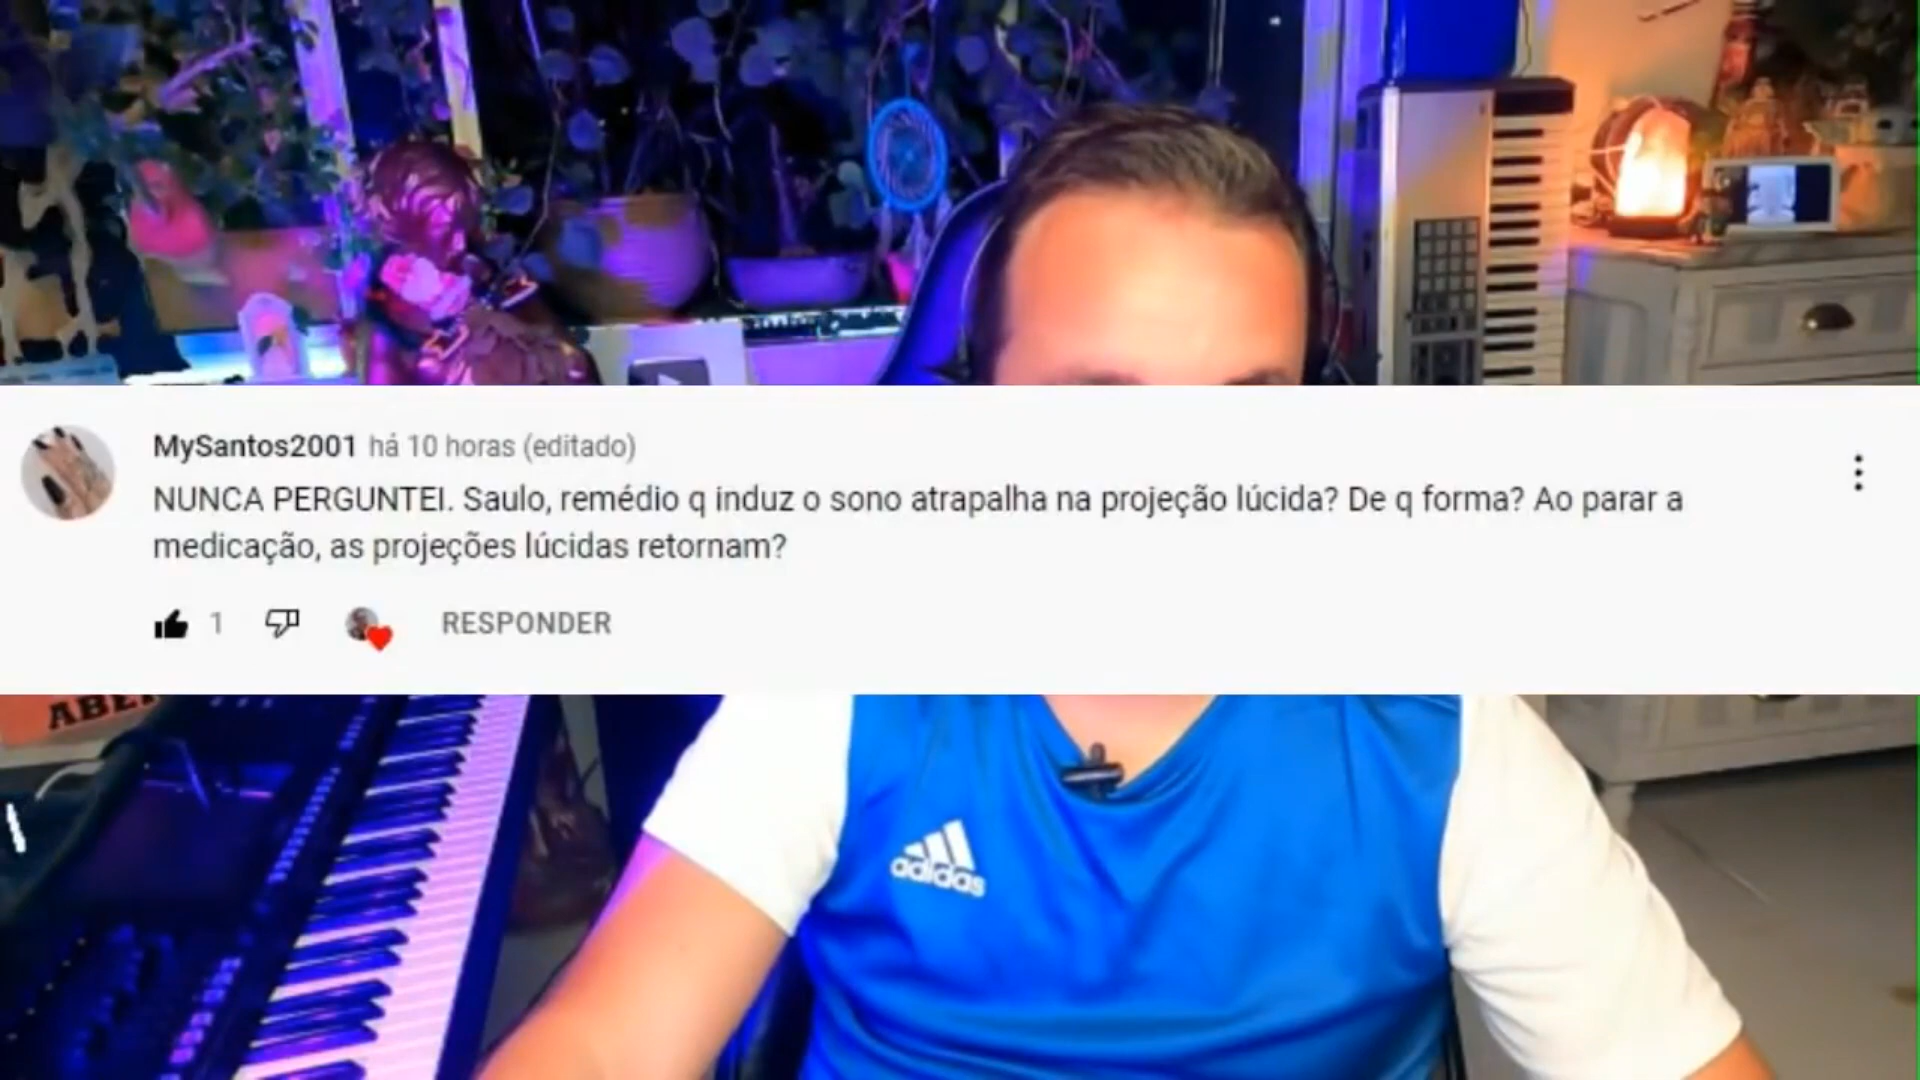 MySantos2001 há 10 horas (editado)
NUNCA PERGUNTEI. Saulo, remédio q induz o sono atrapalha na projeção lúcida? De q forma? Ao parar a
medicação, as projeções lúcidas retornam?
1 RESPONDER
adidas